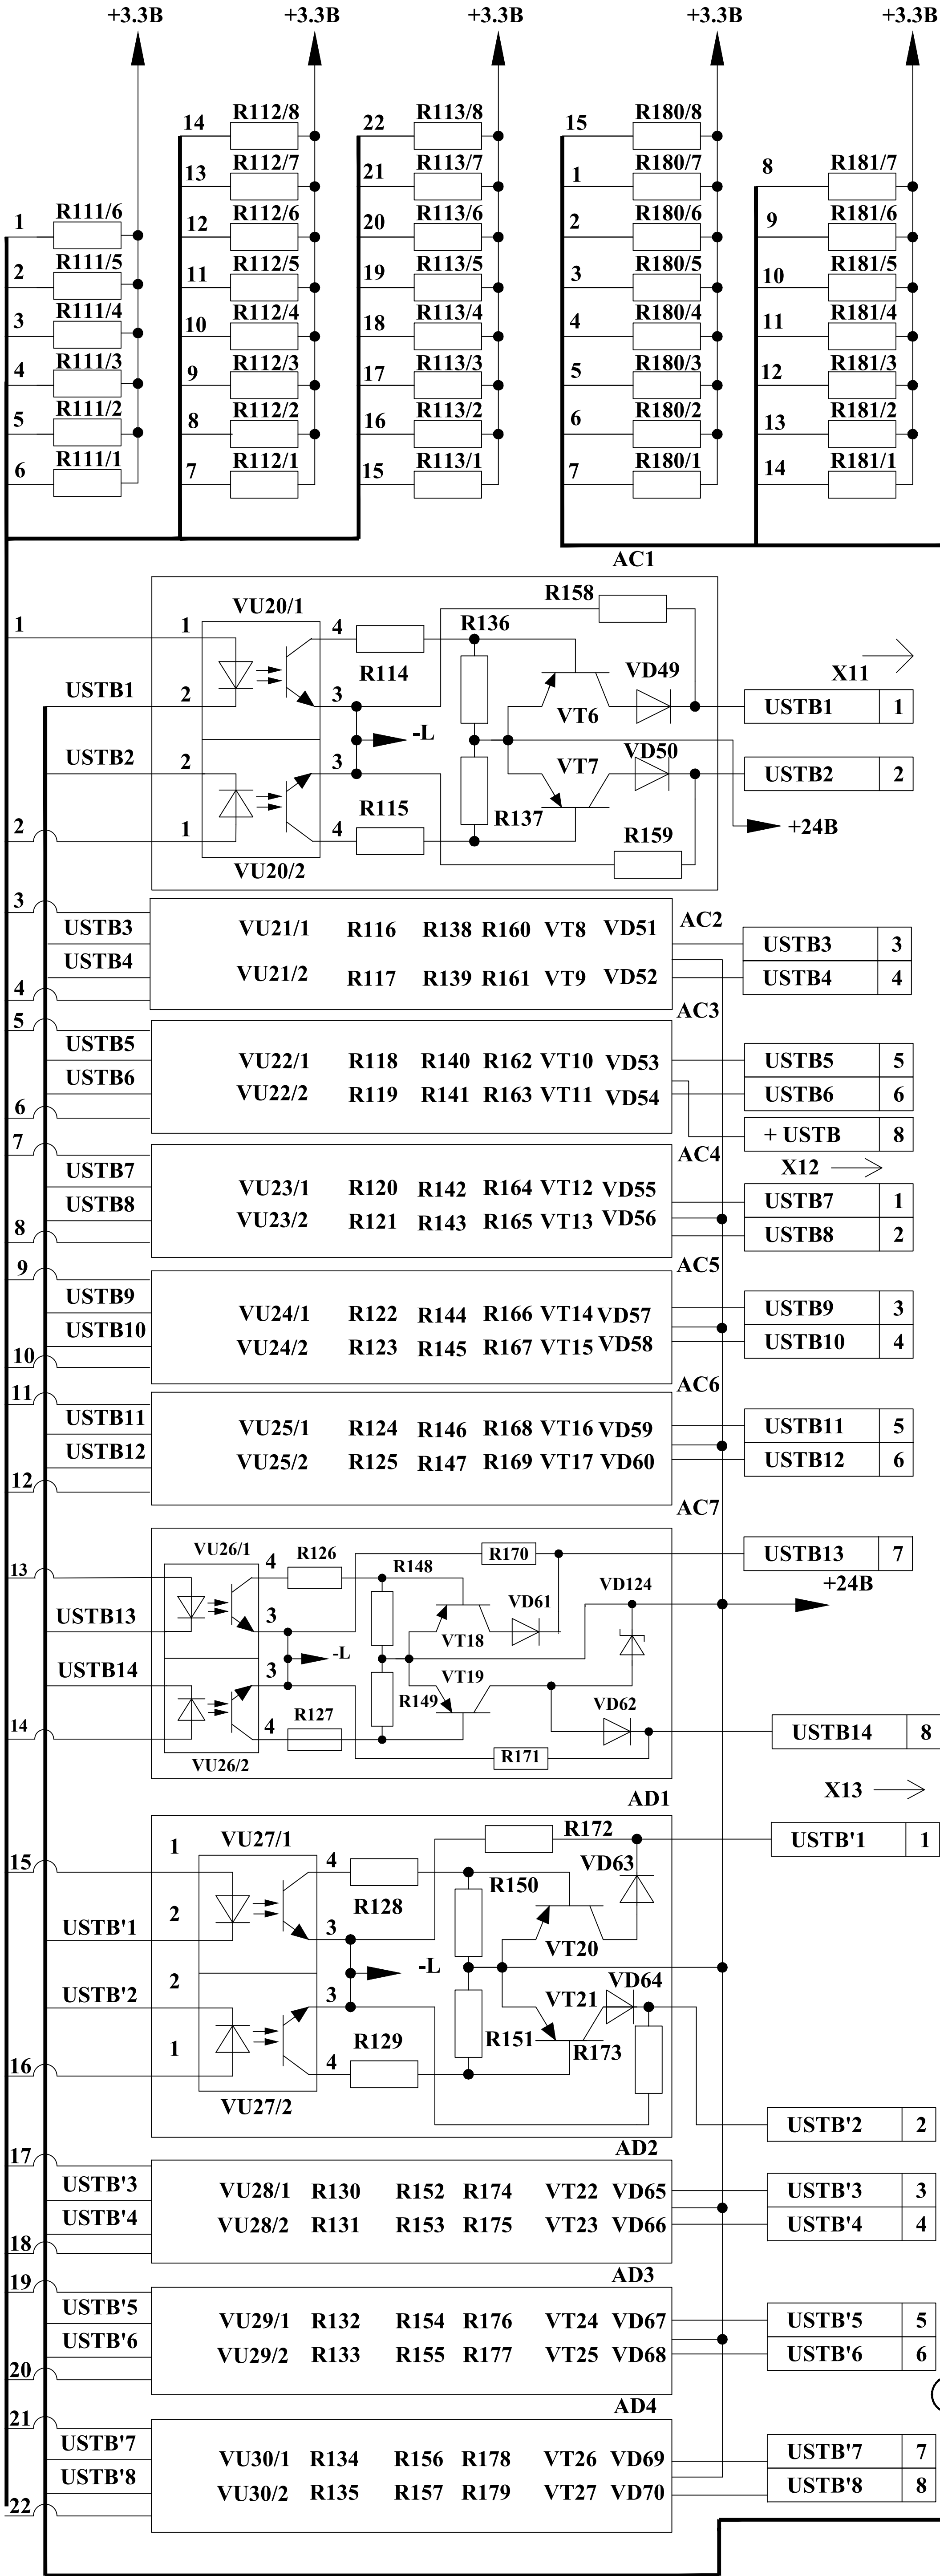 +3.3В +3.3В +3.3В +3.3В +3.3В
14 R112/8 22 R113/8 15 R180/8
13 R112/7 21 R113/7 1 R180/7 8 R181/7
1 R111/6 12 R112/6 20 R113/6 2 R180/6 9 R181/6
2 R111/5 11 R112/5 19 R113/5 3 R180/5 10 R181/5
3 R111/4 10 R112/4 18 R113/4 4 R180/4 11 R181/4
4 R111/3 9 R112/3 17 R113/3 5 R180/3 12 R181/3
5 R111/2 8 R112/2 16 R113/2 6 R180/2 13 R181/2
6 R111/1 7 R112/1 15 R113/1 7 R180/1 14 R181/1
AC1
VU20/1 R158
1 1 4 R136
R114 VD49 X11
USTB1 2 3 VT6 USTB1 1
-L
USTB2 2 3 VT7 VD50 USTB2 2
R115 R137 +24В
2 1 4 R159
VU20/2
3 AC2
USTB3 VU21/1 R116 R138 R160 VT8 VD51 USTB3 3
USTB4 VU21/2 R117 R139 R161 VT9 VD52 USTB4 4
4 AC3
5
USTB5 VU22/1 R118 R140 R162 VT10 VD53 USTB5 5
USTB6 VU22/2 R119 R141 R163 VT11 VD54 USTB6 6
6
+ USTB 8
7 AC4 X12
USTB7 VU23/1 R120 R142 R164 VT12 VD55 USTB7 1
USTB8 VU23/2 R121 R143 R165 VT13 VD56 USTB8 2
8
9 AC5
USTB9 VU24/1 R122 R144 R166 VT14 VD57 USTB9 3
USTB10 VU24/2 R123 R145 R167 VT15 VD58 USTB10 4
10
11 AC6
USTB11 VU25/1 R124 R146 R168 VT16 VD59 USTB11 5
USTB12 VU25/2 R125 R147 R169 VT17 VD60 USTB12 6
12
AC7
VU26/1 R126 R170 USTB13 7
13 4 R148 VD124 +24В
USTB13 3 VT18 VD61
-L
USTB14 3 VT19
R149 VD62
14 4 R127 USTB14 8
VU26/2 R171
X13
AD1
1 VU27/1 R172 USTB'1 1
15 4 R150 VD63
R128
USTB'1 2 3 VT20
-L
USTB'2 2 3 VT21 VD64
1 R129 R151 R173
16 4
VU27/2
USTB'2 2
17 AD2
USTB'3 VU28/1 R130 R152 R174 VT22 VD65 USTB'3 3
USTB'4 VU28/2 R131 R153 R175 VT23 VD66 USTB'4 4
18
19 AD3
USTB'5 VU29/1 R132 R154 R176 VT24 VD67 USTB'5 5
USTB'6 VU29/2 R133 R155 R177 VT25 VD68 USTB'6 6
20
21 AD4
USTB'7 VU30/1 R134 R156 R178 VT26 VD69 USTB'7 7
USTB'8 VU30/2 R135 R157 R179 VT27 VD70 USTB'8 8
22